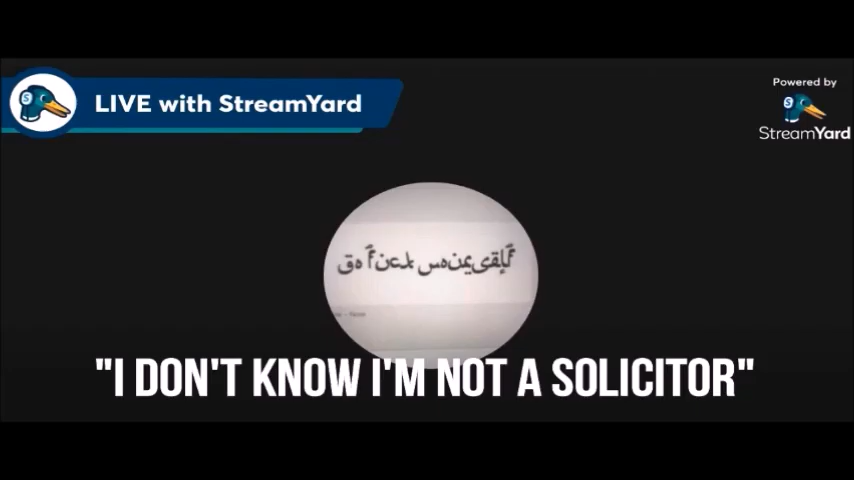 LIVE with StreamYard
Powered by
StreamYard
"I DON'T KNOW I'M NOT A SOLICITOR"